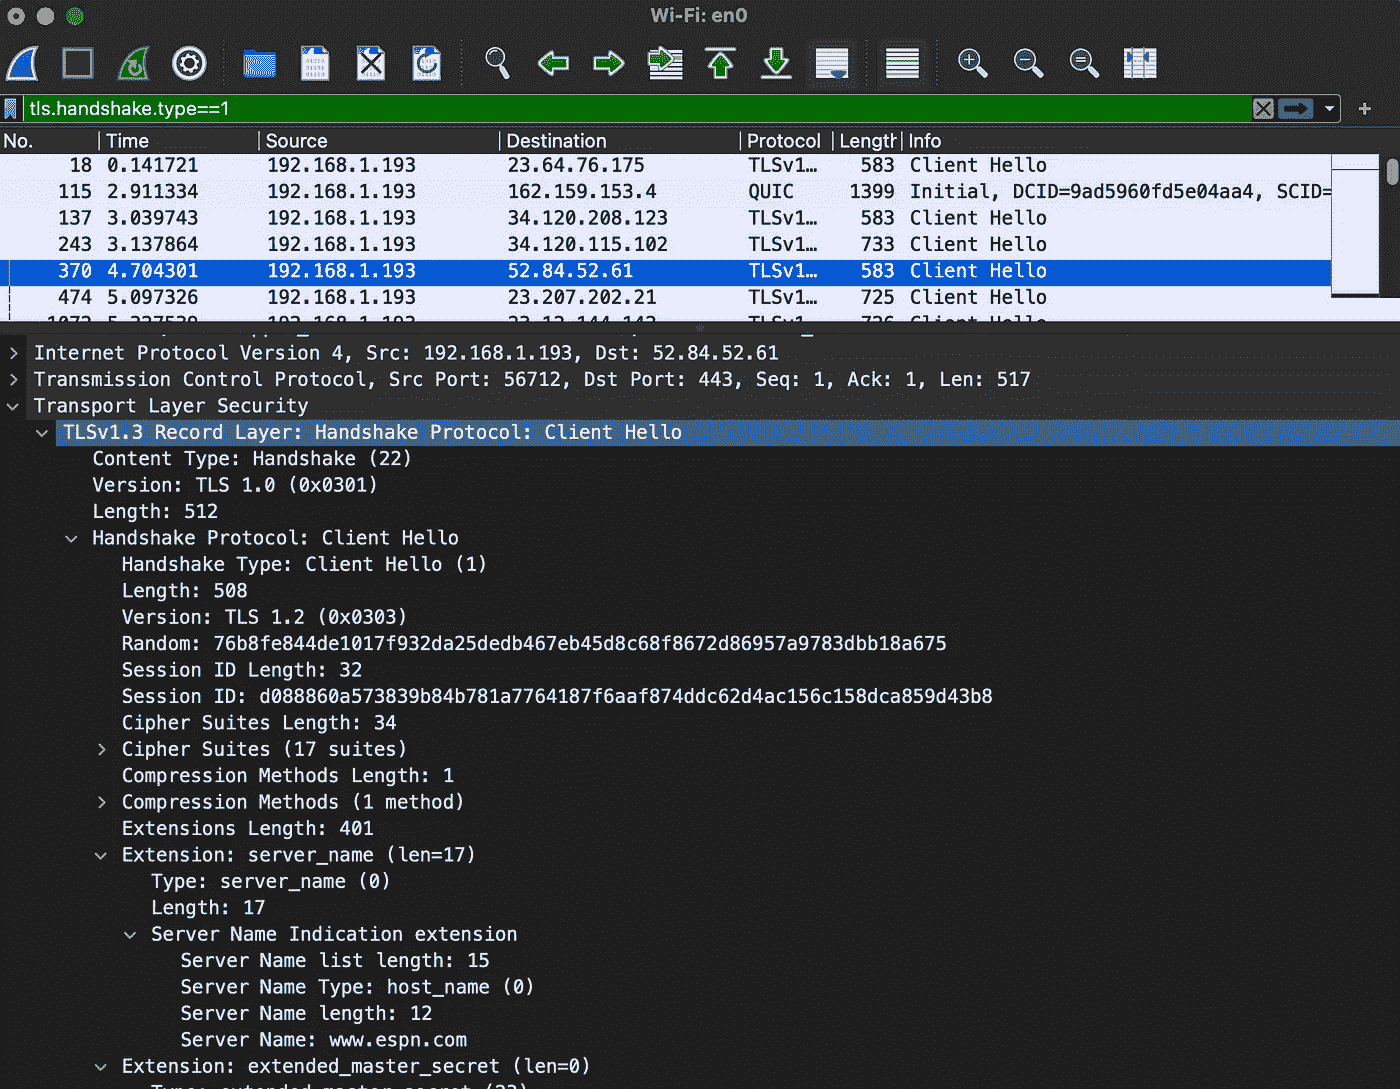 Wi-Fi: en0
tls.handshake.type==1
No. Time Source Destination Protocol Length Info
18 0.141721 192.168.1.193 23.64.76.175 TLSv1… 583 Client Hello
115 2.911334 192.168.1.193 162.159.153.4 QUIC 1399 Initial, DCID=9ad5960fd5e04aa4, SCID=
137 3.039743 192.168.1.193 34.120.208.123 TLSv1… 583 Client Hello
243 3.137864 192.168.1.193 34.120.115.102 TLSv1… 733 Client Hello
370 4.704301 192.168.1.193 52.84.52.61 TLSv1… 583 Client Hello
474 5.097326 192.168.1.193 23.207.202.21 TLSv1… 725 Client Hello
Internet Protocol Version 4, Src: 192.168.1.193, Dst: 52.84.52.61
Transmission Control Protocol, Src Port: 56712, Dst Port: 443, Seq: 1, Ack: 1, Len: 517
Transport Layer Security
TLSv1.3 Record Layer: Handshake Protocol: Client Hello
Content Type: Handshake (22)
Version: TLS 1.0 (0x0301)
Length: 512
Handshake Protocol: Client Hello
Handshake Type: Client Hello (1)
Length: 508
Version: TLS 1.2 (0x0303)
Random: 76b8fe844de1017f932da25dedb467eb45d8c68f8672d86957a9783dbb18a675
Session ID Length: 32
Session ID: d088860a573839b84b781a7764187f6aaf874ddc62d4ac156c158dca859d43b8
Cipher Suites Length: 34
Cipher Suites (17 suites)
Compression Methods Length: 1
Compression Methods (1 method)
Extensions Length: 401
Extension: server_name (len=17)
Type: server_name (0)
Length: 17
Server Name Indication extension
Server Name list length: 15
Server Name Type: host_name (0)
Server Name length: 12
Server Name: www.espn.com
Extension: extended_master_secret (len=0)